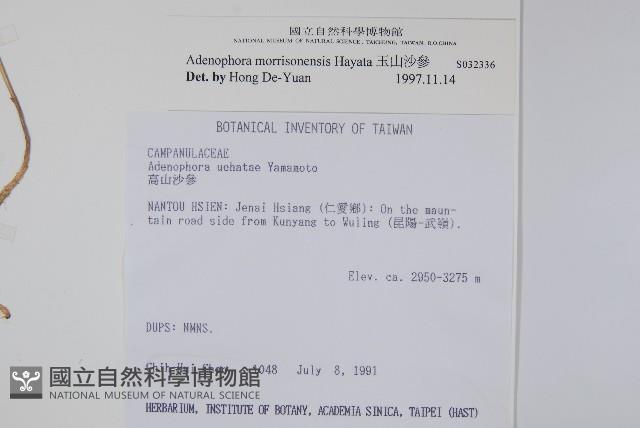 國立自然科學博物館
NATIONAL MUSEUM OF NATURAL SCIENCE, TAICHUNG, TAIWAN, R.O.CHINA
Adenophora morrisonensis Hayata 玉山沙參 S032336
Det. by Hong De-Yuan 1997.11.14
BOTANICAL INVENTORY OF TAIWAN
CAMPANULACEAE
Adenophora uehatae Yamamoto
高山沙參
NANTOU HSIEN: Jenai Hsiang (仁愛鄉): On the maun-
tain road side from Kunyang to Wuling (昆陽-武嶺).
Elev. ca. 2950-3275 m
DUPS: NMNS.
1048 July 8, 1991
國立自然科學博物館
NATIONAL MUSEUM OF NATURAL SCIENCE
HERBARIUM, INSTITUTE OF BOTANY, ACADEMIA SINICA, TAIPEI (HAST)